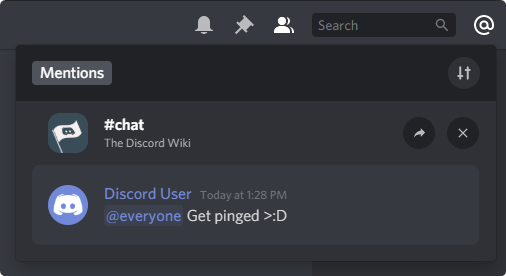 Search
Mentions
#chat
The Discord Wiki
Discord User Today at 1:28 PM
@everyone Get pinged >:D